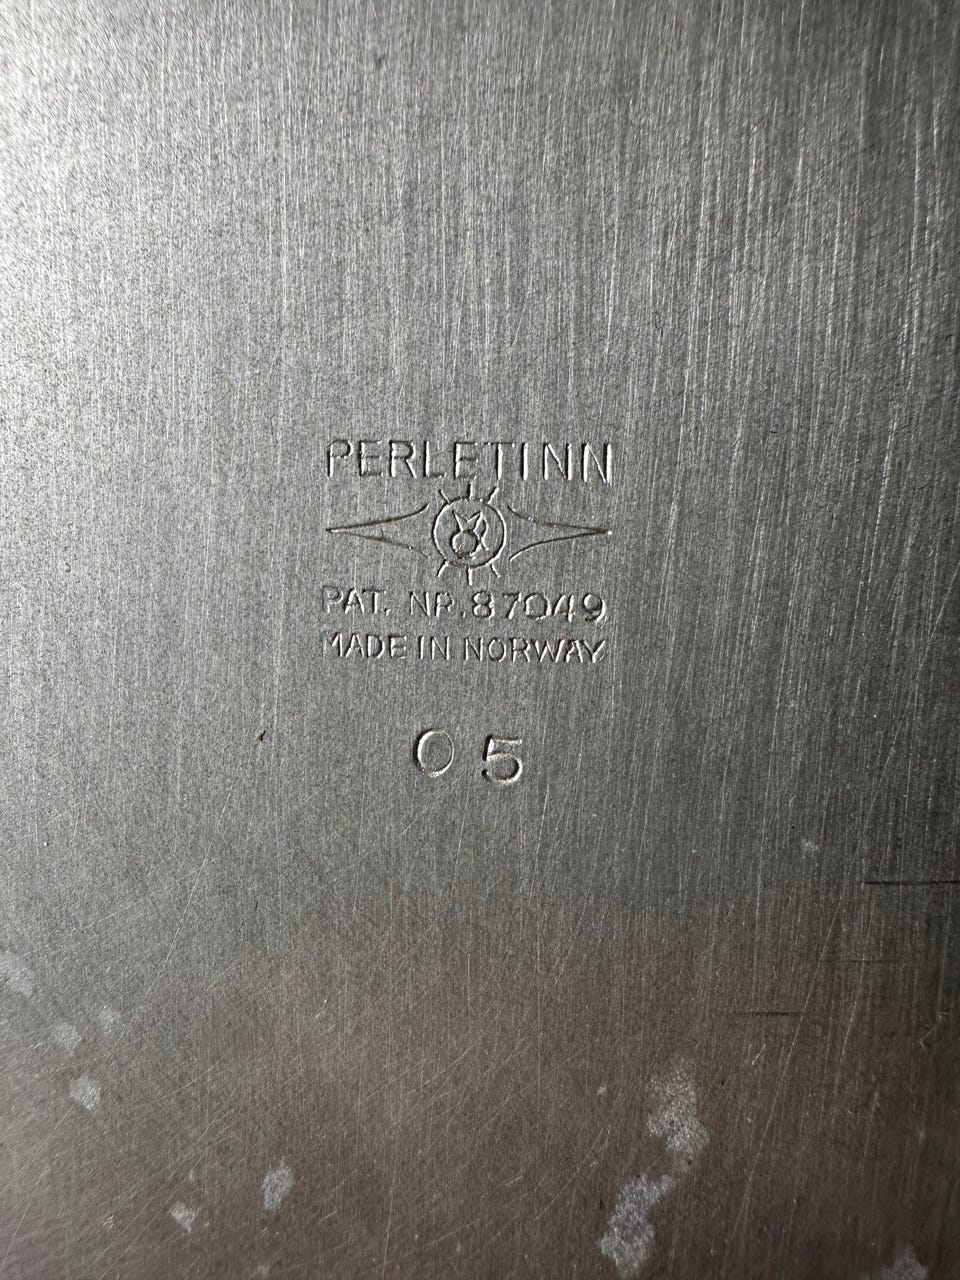 PERLETINN
PAT. NR. 87049
MADE IN NORWAY
05